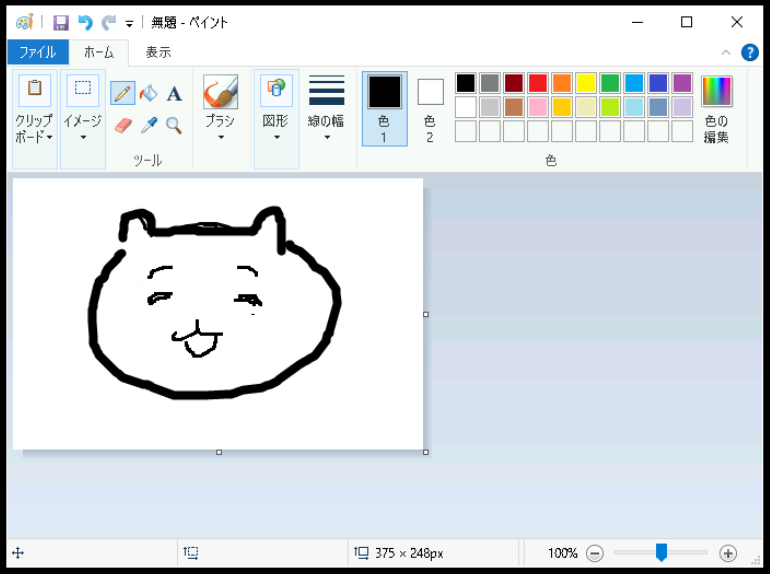 無題 - ペイント
ファイル ホーム 表示
クリップボード イメージ ツール ブラシ 図形 線の幅 色1 色2 色 色の編集
A
375 × 248px 100%